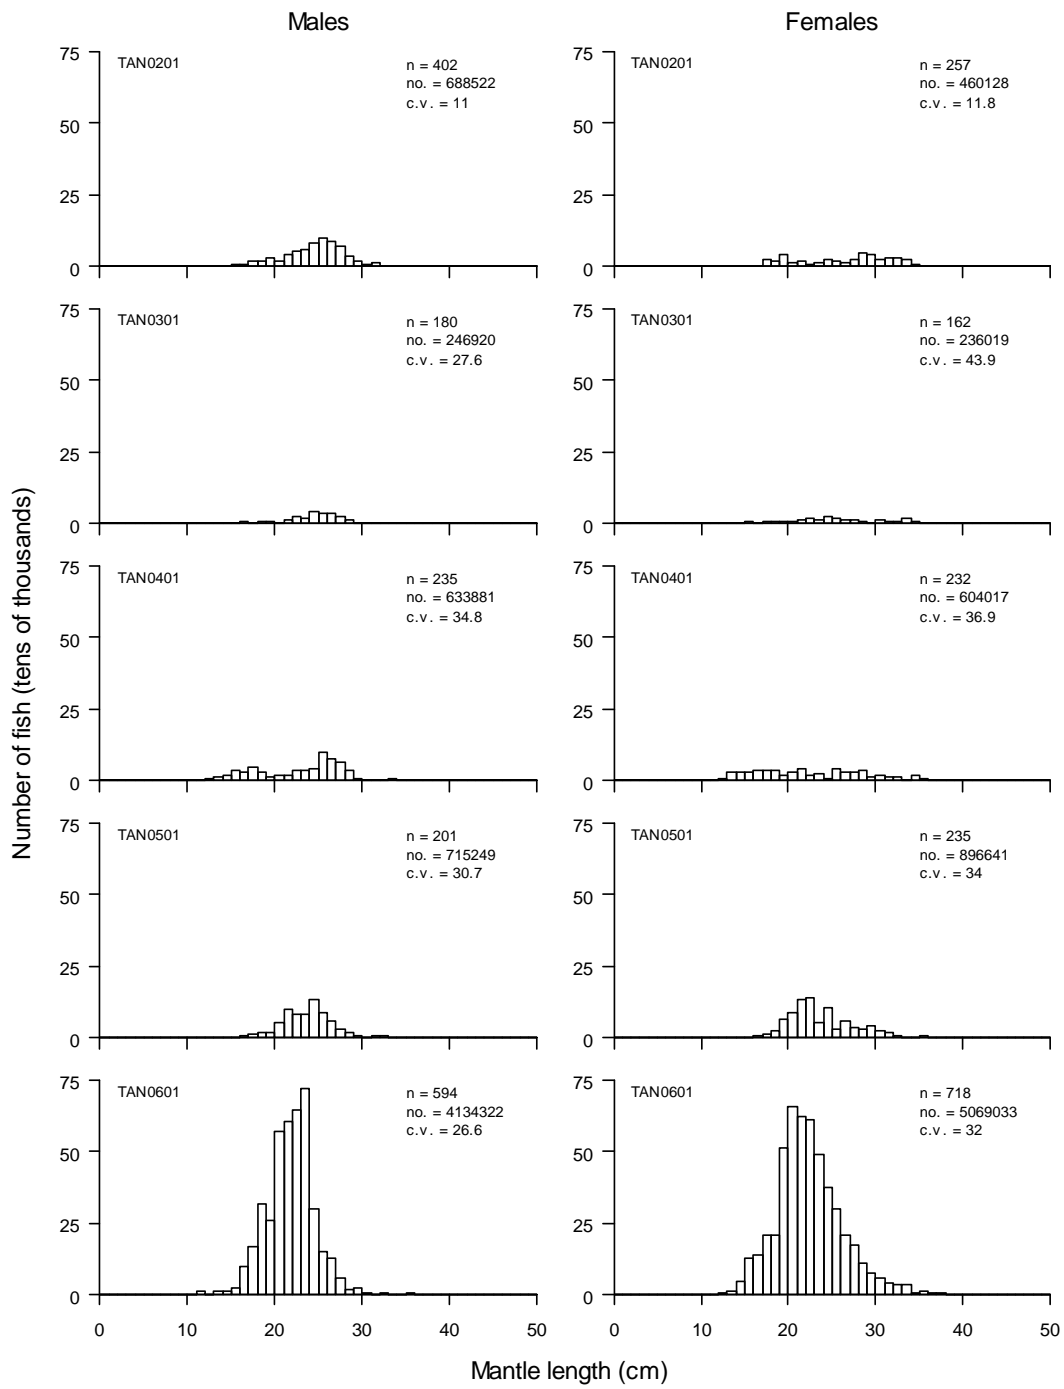 Males
Females
75
50
25
0
TAN0201
n = 402
no. = 688522
c.v. = 11
TAN0201
n = 257
no. = 460128
c.v. = 11.8
75
50
25
0
75
50
25
0
TAN0301
n = 180
no. = 246920
c.v. = 27.6
75
50
25
0
TAN0301
n = 162
no. = 236019
c.v. = 43.9
75
50
25
0
TAN0401
n = 235
no. = 633881
c.v. = 34.8
75
50
25
0
TAN0401
n = 232
no. = 604017
c.v. = 36.9
75
50
25
0
TAN0501
n = 201
no. = 715249
c.v. = 30.7
75
50
25
0
TAN0501
n = 235
no. = 896641
c.v. = 34
75
50
25
0
TAN0601
n = 594
no. = 4134322
c.v. = 26.6
75
50
25
0
TAN0601
n = 718
no. = 5069033
c.v. = 32
0 10 20 30 40 50
0 10 20 30 40 50
Number of fish (tens of thousands)
Mantle length (cm)